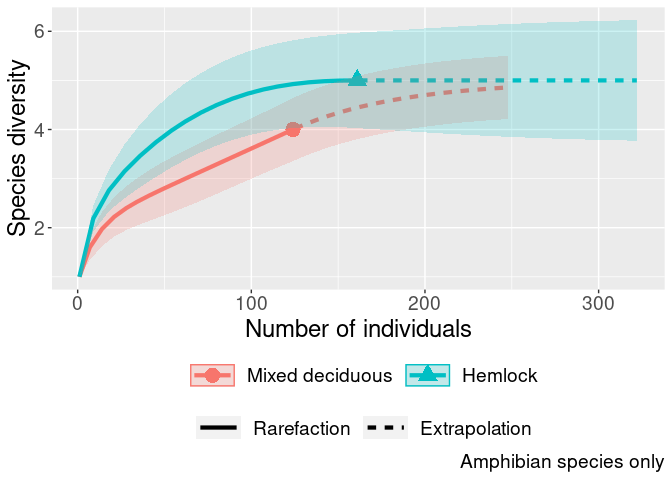 6
4
2
Species diversity
0 100 200 300
Number of individuals
Mixed deciduous Hemlock
Rarefaction Extrapolation
Amphibian species only